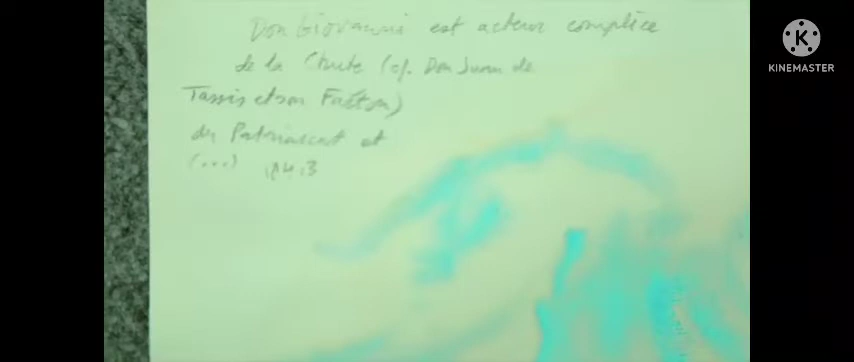 Don Giovanni est acteur complice
de la Chute (cf. Don Juan de
Tassis et son Faéton)
du Patriarcat et
(...)
KINEMASTER